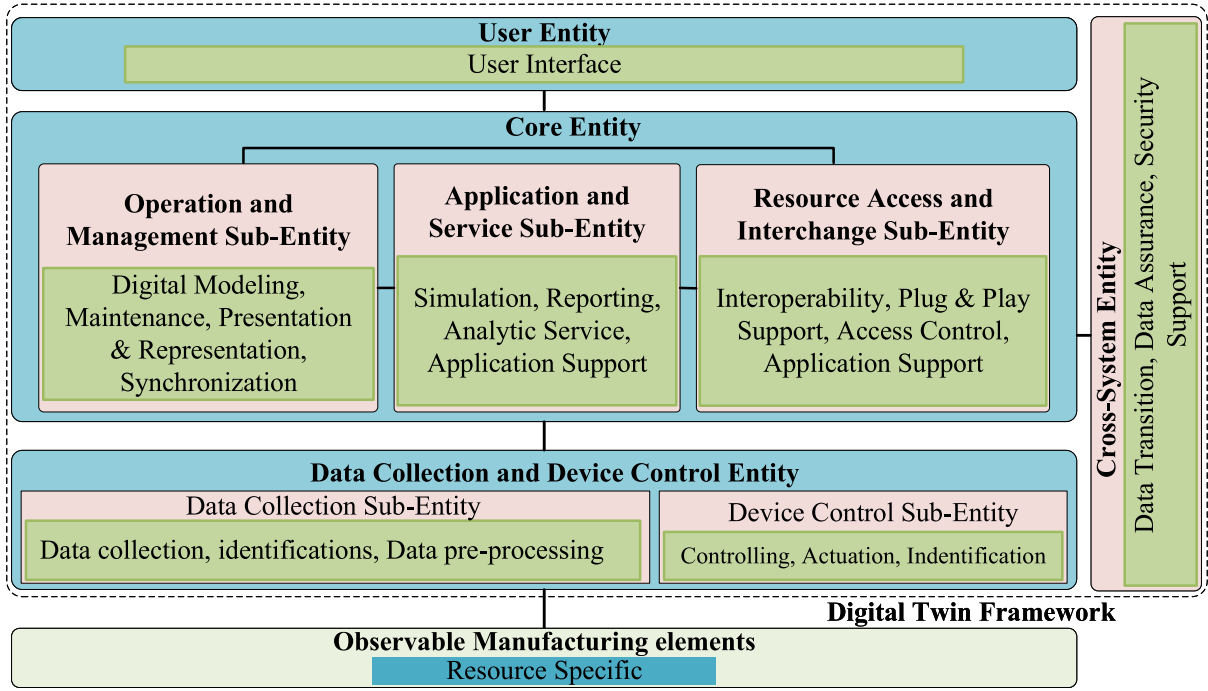 User Entity
User Interface
Core Entity
Operation and
Management Sub-Entity
Digital Modeling,
Maintenance, Presentation
& Representation,
Synchronization
Application and
Service Sub-Entity
Simulation, Reporting,
Analytic Service,
Application Support
Resource Access and
Interchange Sub-Entity
Interoperability, Plug & Play
Support, Access Control,
Application Support
Data Collection and Device Control Entity
Data Collection Sub-Entity
Data collection, identifications, Data pre-processing
Device Control Sub-Entity
Controlling, Actuation, Indentification
Cross-System Entity
Data Transition, Data Assurance, Security
Support
Digital Twin Framework
Observable Manufacturing elements
Resource Specific